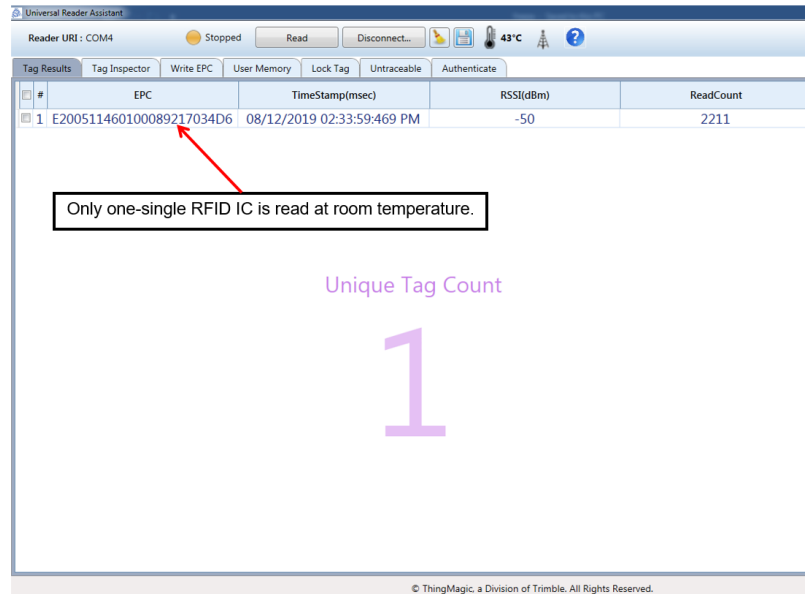 Universal Reader Assistant
Reader URI : COM4 Stopped Read Disconnect... 43°C ?
Tag Results Tag Inspector Write EPC User Memory Lock Tag Untraceable Authenticate
# EPC TimeStamp(msec) RSSI(dBm) ReadCount
1 E20051146010089217034D6 08/12/2019 02:33:59:469 PM -50 2211
Only one-single RFID IC is read at room temperature.
Unique Tag Count
1
© ThingMagic, a Division of Trimble. All Rights Reserved.